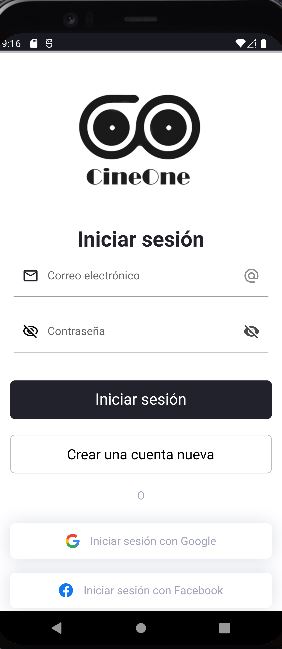 9:16
CineOne
Iniciar sesión
Correo electrónico
Contraseña
Iniciar sesión
Crear una cuenta nueva
O
Iniciar sesión con Google
Iniciar sesión con Facebook